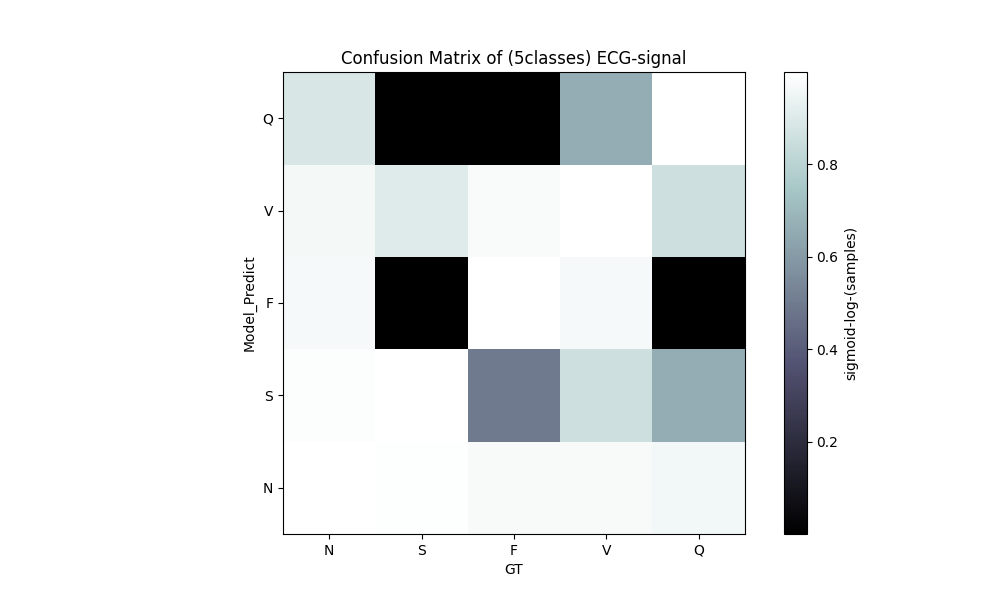 Confusion Matrix of (5classes) ECG-signal
Q
V
F
S
N
Model_Predict
N S F V Q
GT
0.8
0.6
0.4
0.2
sigmoid-log-(samples)